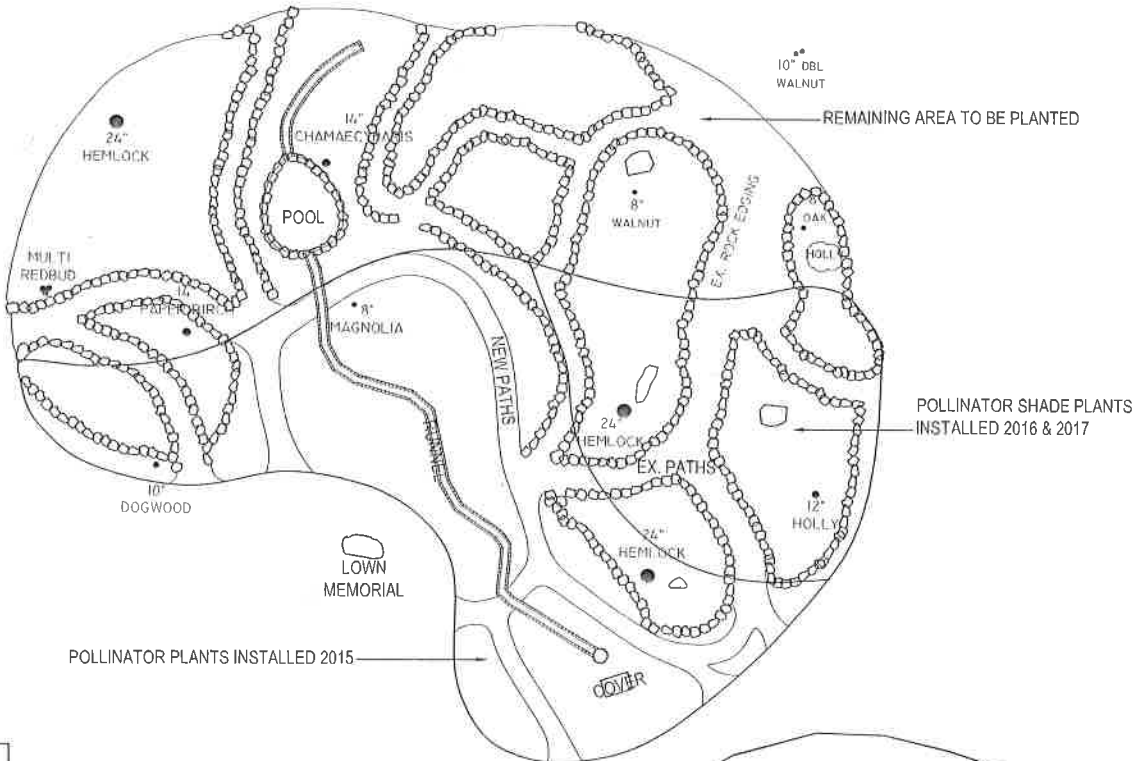 10" DBL
WALNUT
REMAINING AREA TO BE PLANTED
24"
HEMLOCK
14"
CHAMAECYPARIS
POOL
8"
WALNUT
EX. ROCK EDGING
OAK
MULTI
REDBUD
14"
PAPER BIRCH
8"
MAGNOLIA
NEW PATHS
RUNNEL
24"
HEMLOCK
EX. PATHS
POLLINATOR SHADE PLANTS
INSTALLED 2016 & 2017
12"
HOLLY
10"
DOGWOOD
24"
HEMLOCK
LOWN
MEMORIAL
POLLINATOR PLANTS INSTALLED 2015
COVER